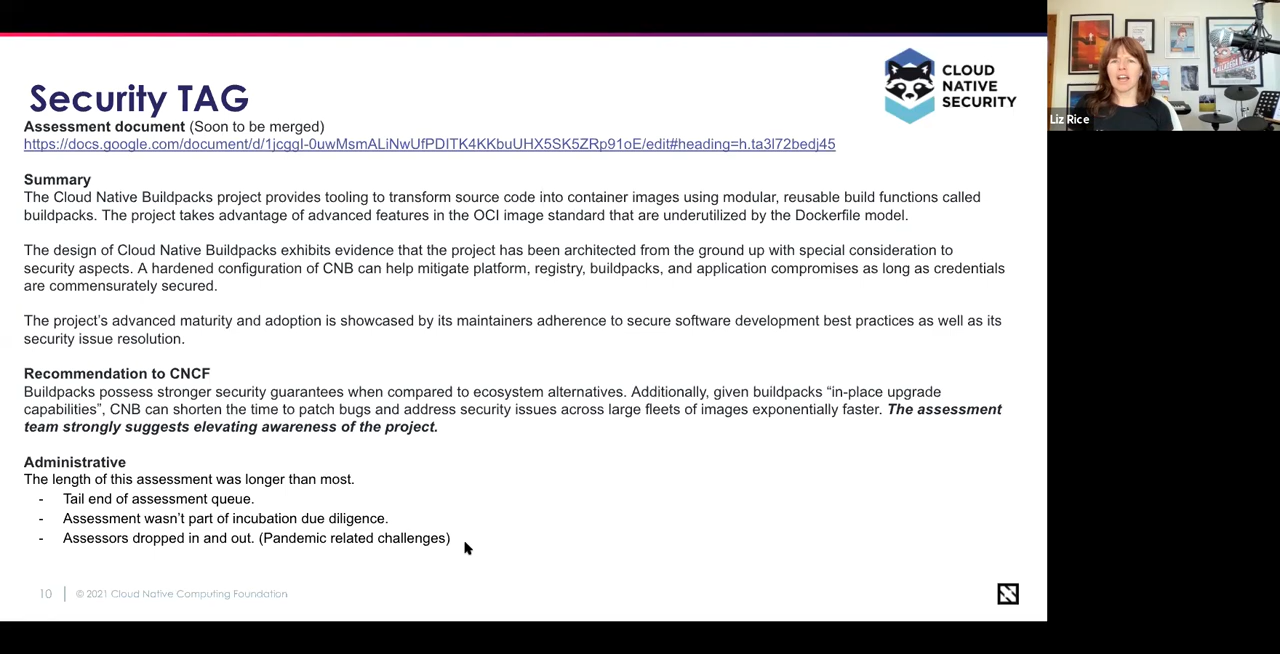 Security TAG
CLOUD
NATIVE
SECURITY
Liz Rice
Assessment document (Soon to be merged)
https://docs.google.com/document/d/1jcggI-0uwMsmALiNwUfPDITK4KKbuUHX5SK5ZRp91oE/edit#heading=h.ta3l72bedj45
Summary
The Cloud Native Buildpacks project provides tooling to transform source code into container images using modular, reusable build functions called
buildpacks. The project takes advantage of advanced features in the OCI image standard that are underutilized by the Dockerfile model.
The design of Cloud Native Buildpacks exhibits evidence that the project has been architected from the ground up with special consideration to
security aspects. A hardened configuration of CNB can help mitigate platform, registry, buildpacks, and application compromises as long as credentials
are commensurately secured.
The project's advanced maturity and adoption is showcased by its maintainers adherence to secure software development best practices as well as its
security issue resolution.
Recommendation to CNCF
Buildpacks possess stronger security guarantees when compared to ecosystem alternatives. Additionally, given buildpacks “in-place upgrade
capabilities”, CNB can shorten the time to patch bugs and address security issues across large fleets of images exponentially faster. The assessment
team strongly suggests elevating awareness of the project.
Administrative
The length of this assessment was longer than most.
- Tail end of assessment queue.
- Assessment wasn't part of incubation due diligence.
- Assessors dropped in and out. (Pandemic related challenges)
10 | © 2021 Cloud Native Computing Foundation